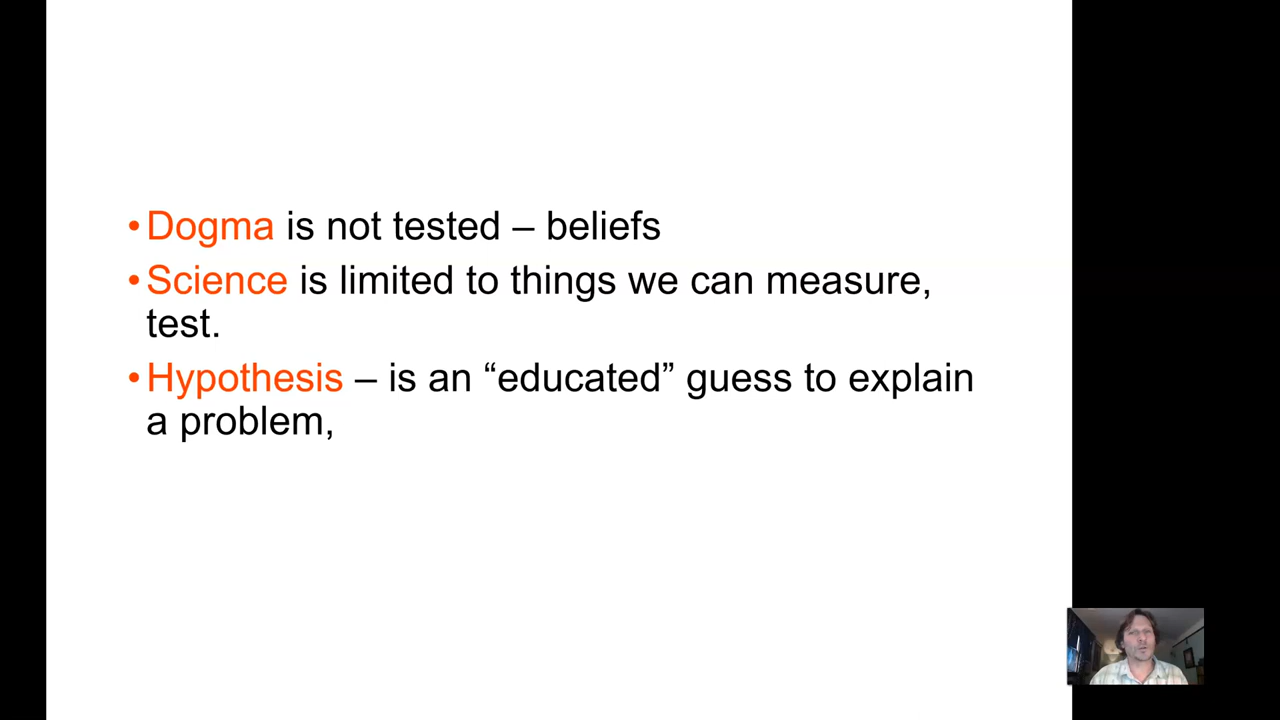 •Dogma is not tested – beliefs
•Science is limited to things we can measure,
test.
•Hypothesis – is an “educated” guess to explain
a problem,